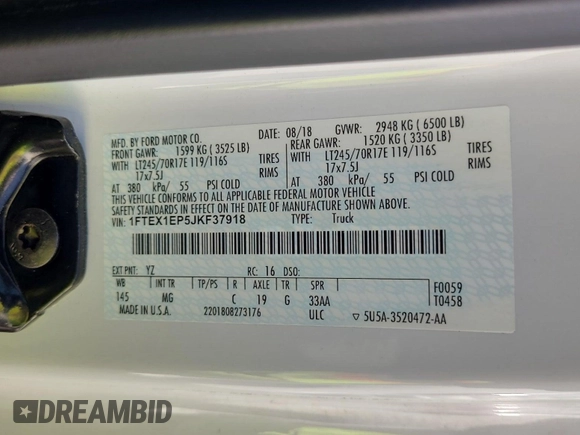 MFD. BY FORD MOTOR CO.
DATE: 08/18 GVWR: 2948 KG ( 6500 LB)
FRONT GAWR: 1599 KG ( 3525 LB) REAR GAWR: 1520 KG ( 3350 LB)
WITH LT245/70R17E 119/116S TIRES WITH LT245/70R17E 119/116S TIRES
17x7.5J RIMS 17x7.5J RIMS
AT 380 kPa/ 55 PSI COLD AT 380 kPa/ 55 PSI COLD
THIS VEHICLE CONFORMS TO ALL APPLICABLE FEDERAL MOTOR VEHICLE
SAFETY AND THEFT PREVENTION STANDARDS IN EFFECT ON THE DATE OF MANUFACTURE SHOWN ABOVE.
VIN: 1FTEX1EP5JKF37918 TYPE: Truck
EXT PNT: YZ RC: 16 DSO:
WB INT TR TP/PS R AXLE TR SPR F0059
145 MG C 19 G 33AA T0458
MADE IN U.S.A. 2201808273176 ULC ▽ 5U5A-3520472-AA
DREAMBID